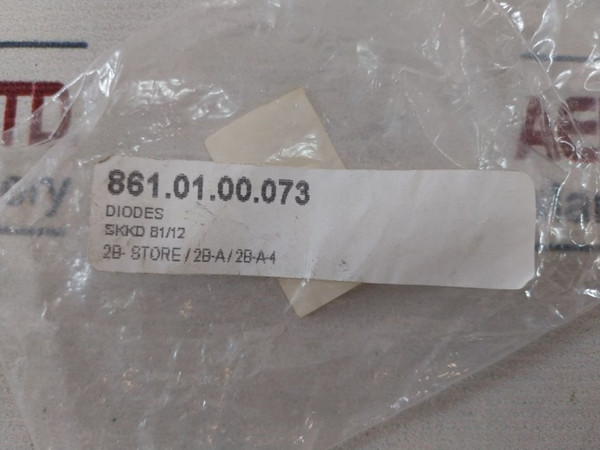 861.01.00.073
DIODES
SKKD 81/12
2B- STORE / 2B-A / 2B-A-4